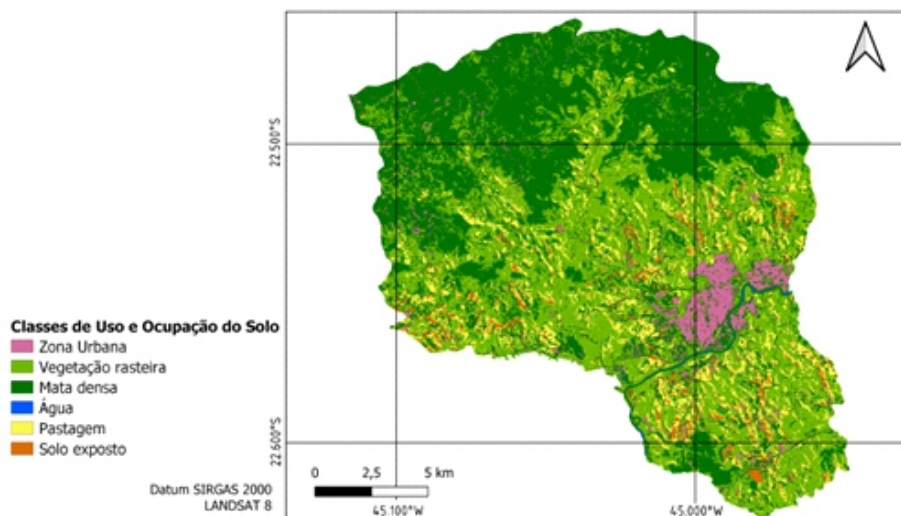 22.500°S
22.600°S
Classes de Uso e Ocupação do Solo
Zona Urbana
Vegetação rasteira
Mata densa
Água
Pastagem
Solo exposto
Datum SIRGAS 2000
LANDSAT 8
0 2,5 5 km
45.100°W 45.000°W